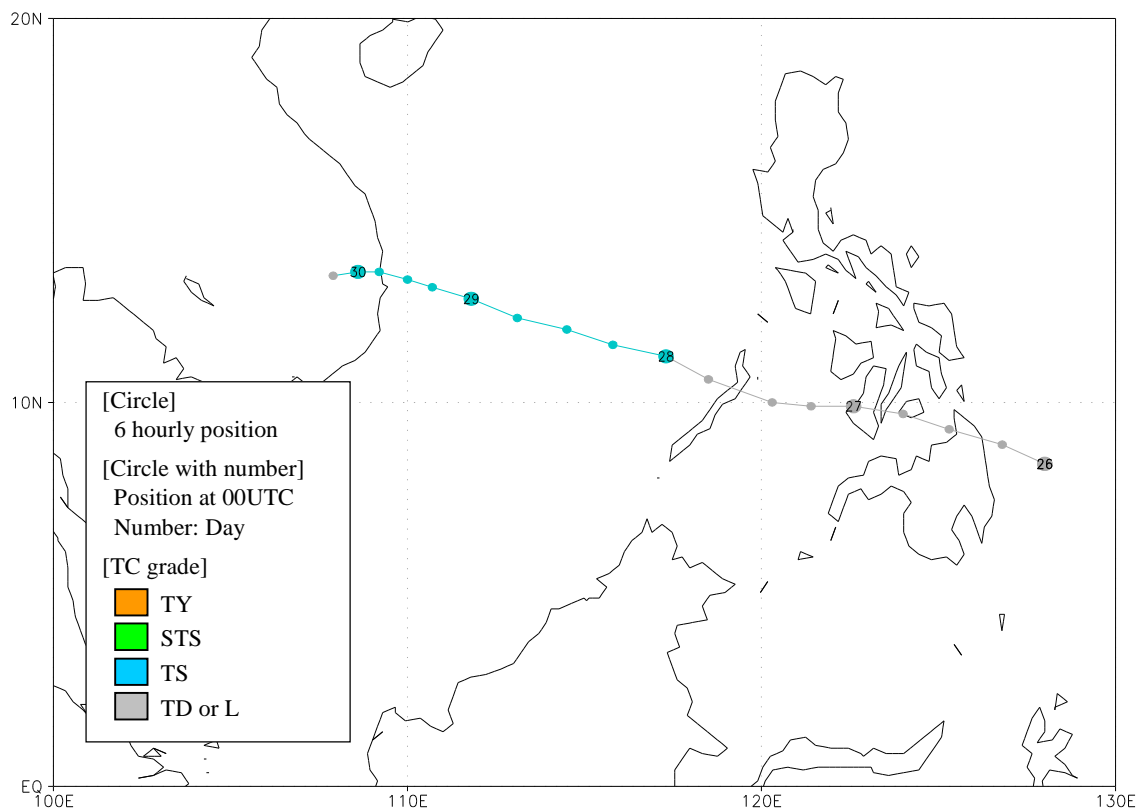 20N
30
29
28
10N
27
26
[Circle]
6 hourly position
[Circle with number]
Position at 00UTC
Number: Day
[TC grade]
TY
STS
TS
TD or L
EQ
100E 110E 120E 130E